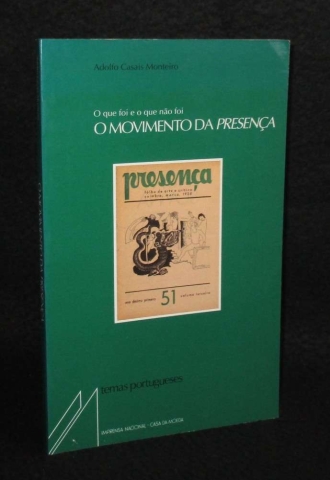 Adolfo Casais Monteiro
O que foi e o que não foi
O MOVIMENTO DA PRESENÇA
presença
folha de arte e crítica
51
temas portugueses
IMPRENSA NACIONAL - CASA DA MOEDA